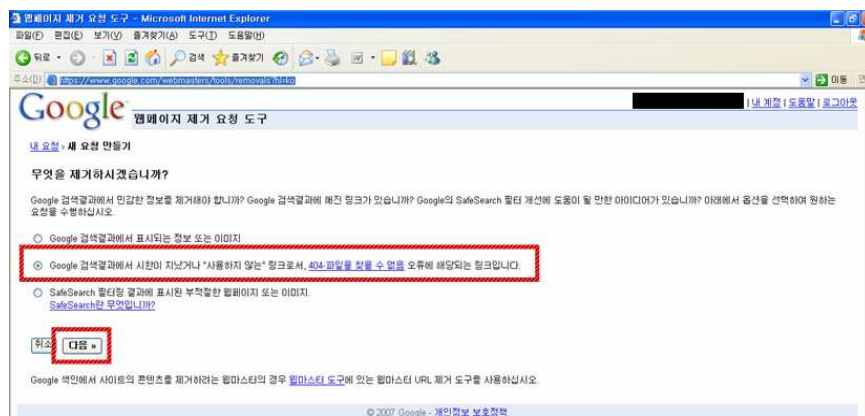 웹페이지 제거 요청 도구 - Microsoft Internet Explorer
파일(F) 편집(E) 보기(V) 즐겨찾기(A) 도구(T) 도움말(H)
뒤로 검색 즐겨찾기
주소(D) https://www.google.com/webmasters/tools/removals?hl=ko 이동
Google 웹페이지 제거 요청 도구
| 내 계정 | 도움말 | 로그아웃
내 요청 › 새 요청 만들기
무엇을 제거하시겠습니까?
Google 검색결과에서 민감한 정보를 제거해야 합니까? Google 검색결과에 깨진 링크가 있습니까? Google의 SafeSearch 필터 개선에 도움이 될 만한 아이디어가 있습니까? 아래에서 옵션을 선택하여 원하는
요청을 수행하십시오.
Google 검색결과에서 표시되는 정보 또는 이미지
Google 검색결과에서 시한이 지났거나 "사용하지 않는" 링크로서, 404-파일을 찾을 수 없음 오류에 해당되는 링크입니다.
SafeSearch 필터링 결과에 표시된 부적절한 웹페이지 또는 이미지.
SafeSearch란 무엇입니까?
취소 다음 »
Google 색인에서 사이트의 콘텐츠를 제거하려는 웹마스터의 경우 웹마스터 도구에 있는 웹마스터 URL 제거 도구를 사용하십시오.
© 2007 Google - 개인정보 보호정책